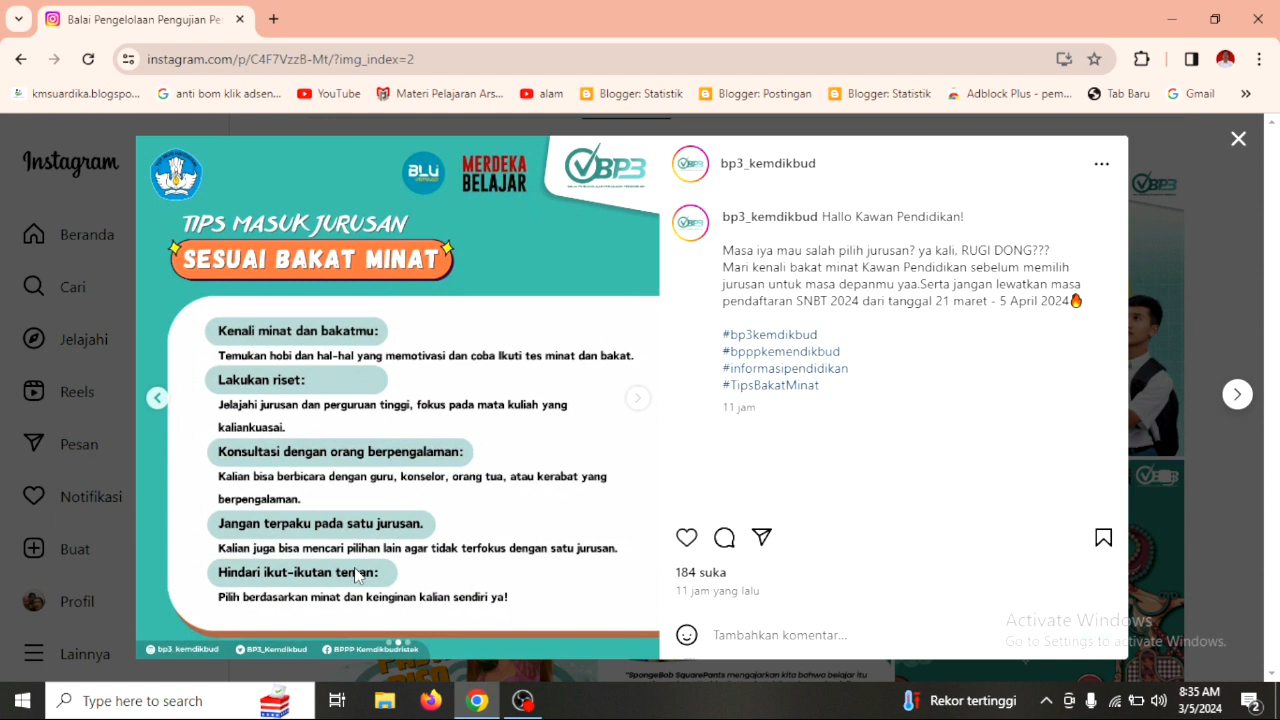 Balai Pengelolaan Pengujian Pe
instagram.com/p/C4F7VzzB-Mt/?img_index=2
kmsuardika.blogspo...
anti bom klik adsen...
YouTube
Materi Pelajaran Ars...
alam
Blogger: Statistik
Blogger: Postingan
Blogger: Statistik
Adblock Plus - pem...
Tab Baru
Gmail
Instagram
Beranda
Cari
Jelajahi
Reels
Pesan
Notifikasi
Buat
Profil
Lainnya
BLU
MERDEKA
BELAJAR
BP3
TIPS MASUK JURUSAN
SESUAI BAKAT MINAT
Kenali minat dan bakatmu:
Temukan hobi dan hal-hal yang memotivasi dan coba Ikuti tes minat dan bakat.
Lakukan riset:
Jelajahi jurusan dan perguruan tinggi, fokus pada mata kuliah yang
kaliankuasai.
Konsultasi dengan orang berpengalaman:
Kalian bisa berbicara dengan guru, konselor, orang tua, atau kerabat yang
berpengalaman.
Jangan terpaku pada satu jurusan.
Kalian juga bisa mencari pilihan lain agar tidak terfokus dengan satu jurusan.
Hindari ikut-ikutan teman:
Pilih berdasarkan minat dan keinginan kalian sendiri ya!
bp3_kemdikbud
BP3_Kemdikbud
BPPP Kemdikbudristek
bp3_kemdikbud
bp3_kemdikbud Hallo Kawan Pendidikan!
Masa iya mau salah pilih jurusan? ya kali, RUGI DONG???
Mari kenali bakat minat Kawan Pendidikan sebelum memilih
jurusan untuk masa depanmu yaa.Serta jangan lewatkan masa
pendaftaran SNBT 2024 dari tanggal 21 maret - 5 April 2024🔥
#bp3kemdikbud
#bpppkemendikbud
#informasipendidikan
#TipsBakatMinat
11 jam
184 suka
11 jam yang lalu
Tambahkan komentar...
Activate Windows
Go to Settings to activate Windows.
"SpongeBob SquarePants mengajarkan kita bahwa belajar itu
Type here to search
Rekor tertinggi
8:35 AM
3/5/2024
2